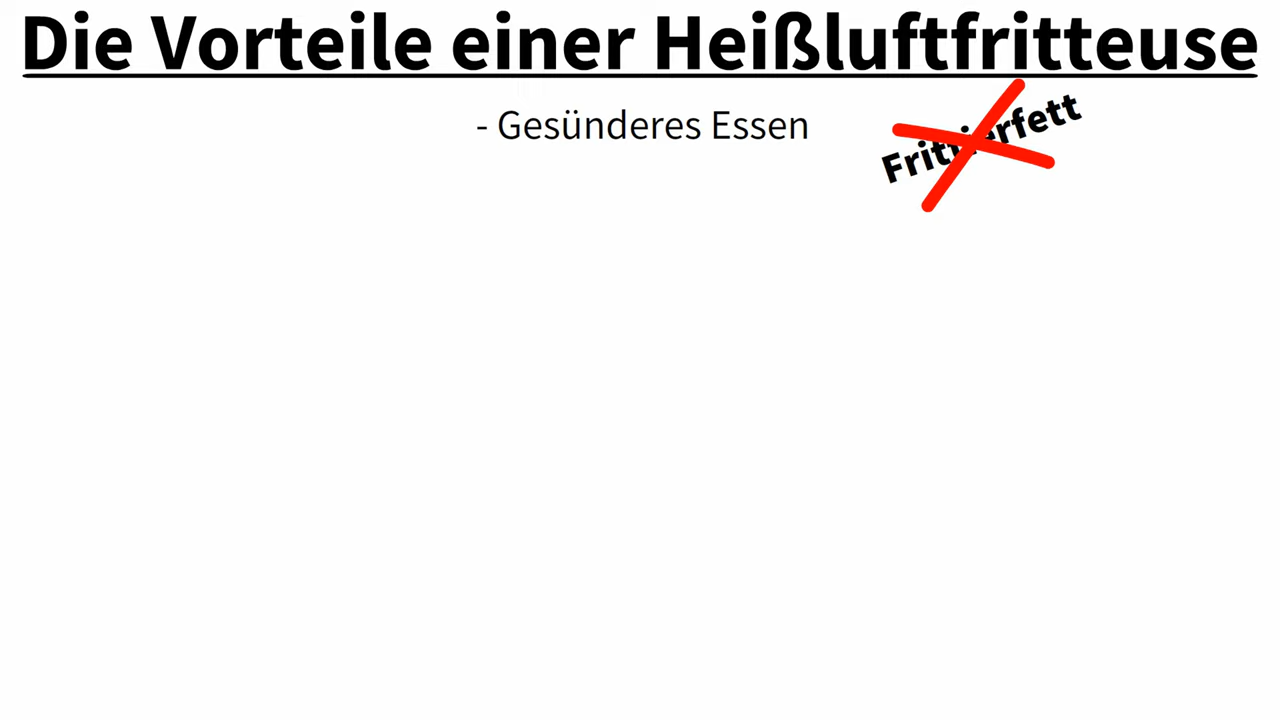 Die Vorteile einer Heißluftfritteuse
- Gesünderes Essen
Frittierfett